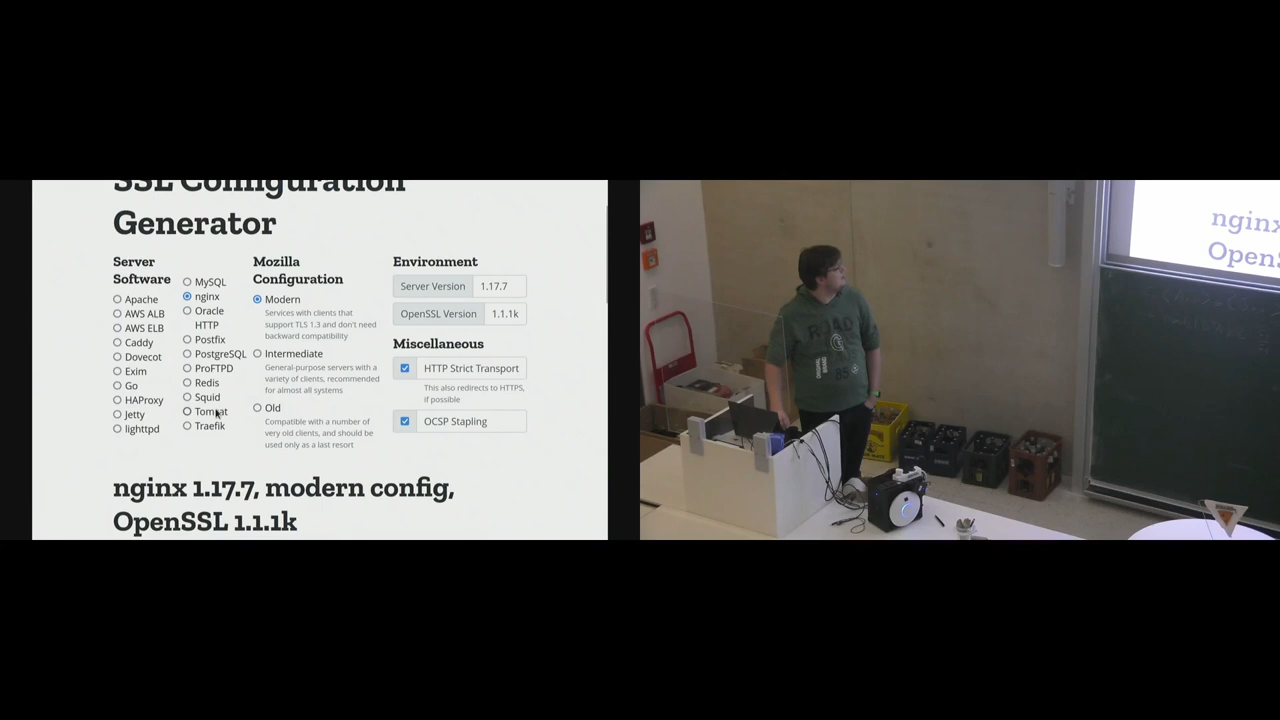 SSL Configuration
Generator
Server
Software
Apache
AWS ALB
AWS ELB
Caddy
Dovecot
Exim
Go
HAProxy
Jetty
lighttpd
MySQL
nginx
Oracle
HTTP
Postfix
PostgreSQL
ProFTPD
Redis
Squid
Tomcat
Traefik
Mozilla
Configuration
Modern
Services with clients that
support TLS 1.3 and don't need
backward compatibility
Intermediate
General-purpose servers with a
variety of clients, recommended
for almost all systems
Old
Compatible with a number of
very old clients, and should be
used only as a last resort
Environment
Server Version 1.17.7
OpenSSL Version 1.1.1k
Miscellaneous
HTTP Strict Transport
This also redirects to HTTPS,
if possible
OCSP Stapling
nginx 1.17.7, modern config,
OpenSSL 1.1.1k
nginx
OpenS
ROAD